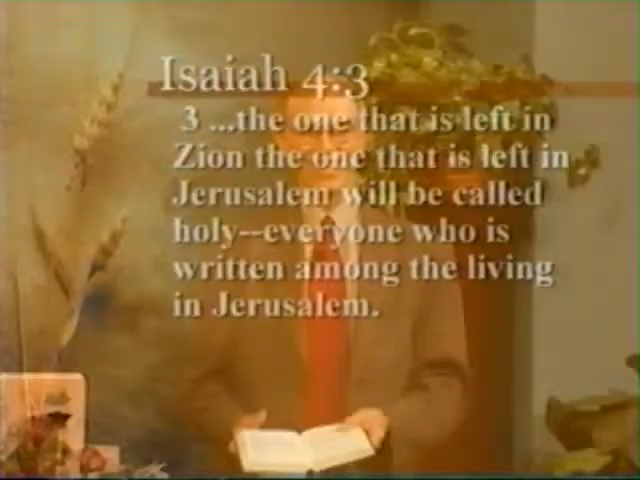 Isaiah 4:3
3 ...the one that is left in
Zion the one that is left in
Jerusalem will be called
holy--everyone who is
written among the living
in Jerusalem.